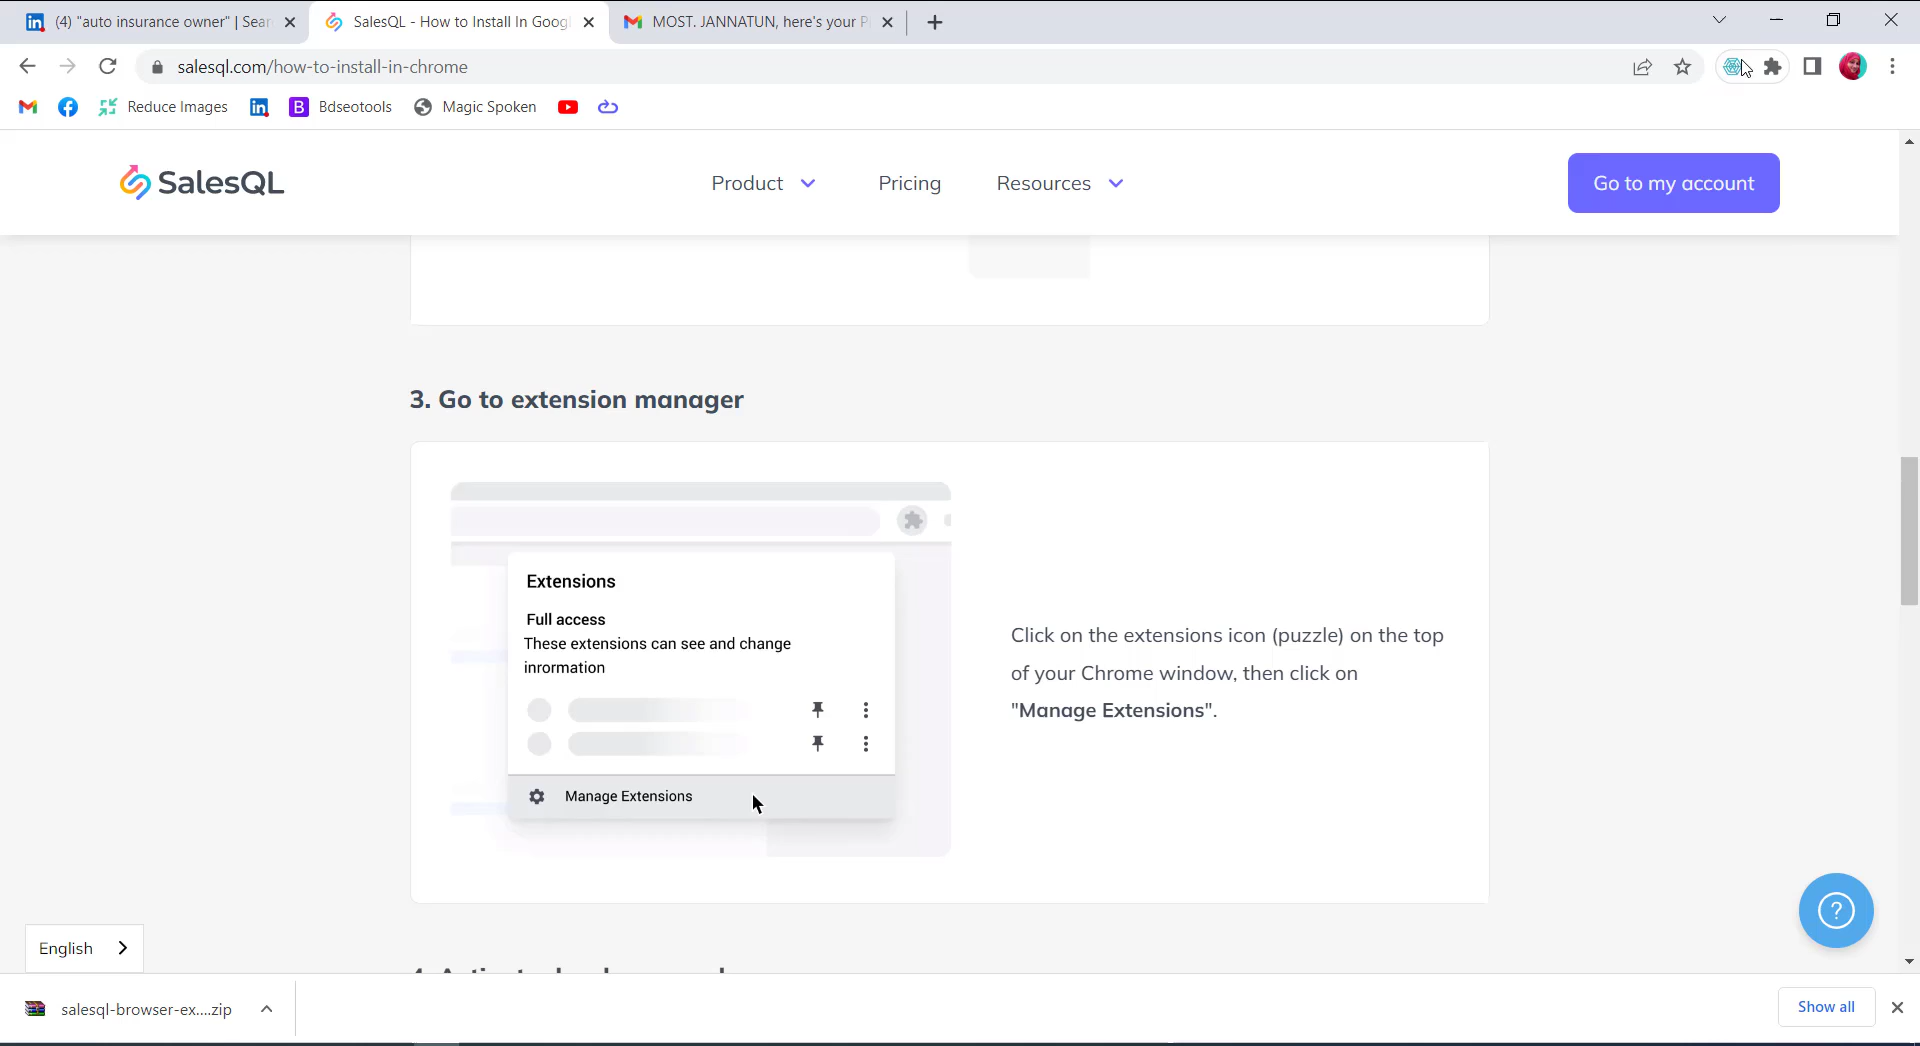 (4) "auto insurance owner" | Sear
SalesQL - How to Install In Goog
MOST. JANNATUN, here's your P
salesql.com/how-to-install-in-chrome
Reduce Images
Bdseotools
Magic Spoken
SalesQL
Product
Pricing
Resources
Go to my account
3. Go to extension manager
Extensions
Full access
These extensions can see and change
inrormation
Manage Extensions
Click on the extensions icon (puzzle) on the top
of your Chrome window, then click on
"Manage Extensions".
English
salesql-browser-ex....zip
Show all